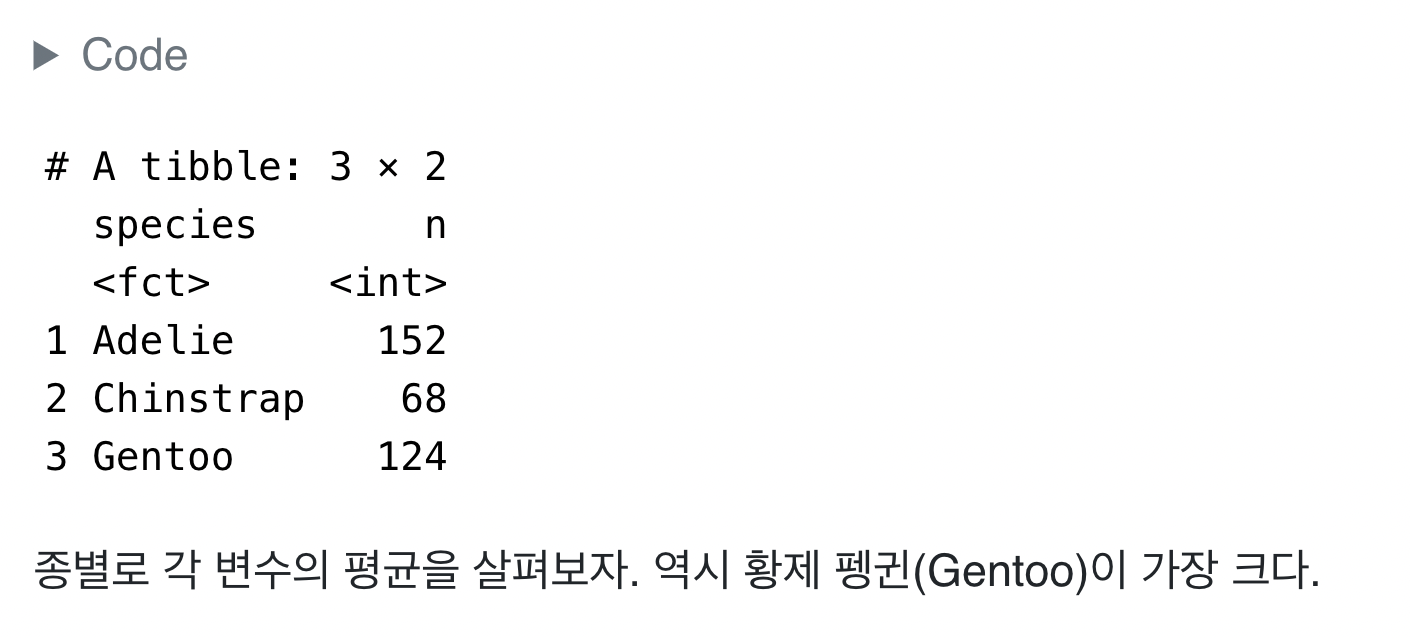 ▶ Code
# A tibble: 3 × 2
  species       n
  <fct>     <int>
1 Adelie      152
2 Chinstrap    68
3 Gentoo      124
종별로 각 변수의 평균을 살펴보자. 역시 황제 펭귄(Gentoo)이 가장 크다.